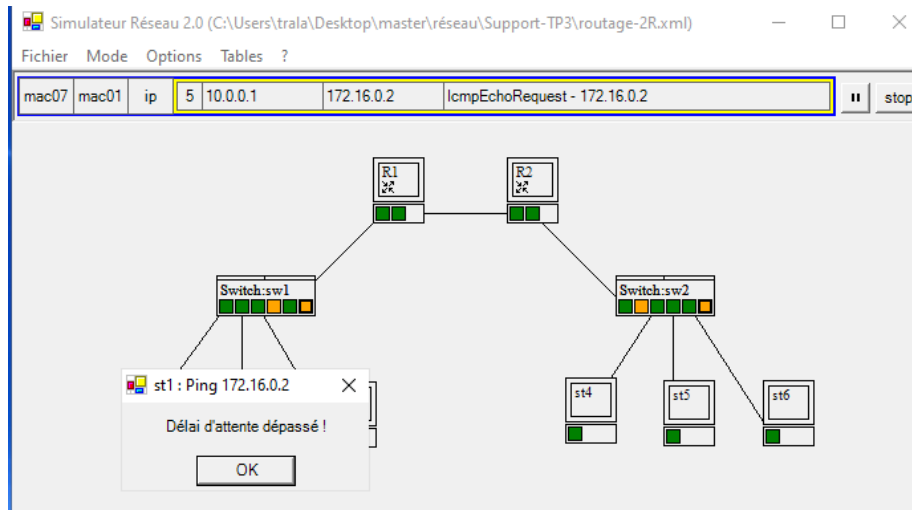 Simulateur Réseau 2.0 (C:\Users\trala\Desktop\master\réseau\Support-TP3\routage-2R.xml)
Fichier Mode Options Tables ?
mac07 mac01 ip 5 10.0.0.1 172.16.0.2 IcmpEchoRequest - 172.16.0.2 stop
R1 R2
Switch:sw1 Switch:sw2
st1 : Ping 172.16.0.2
Délai d'attente dépassé !
OK
st4 st5 st6